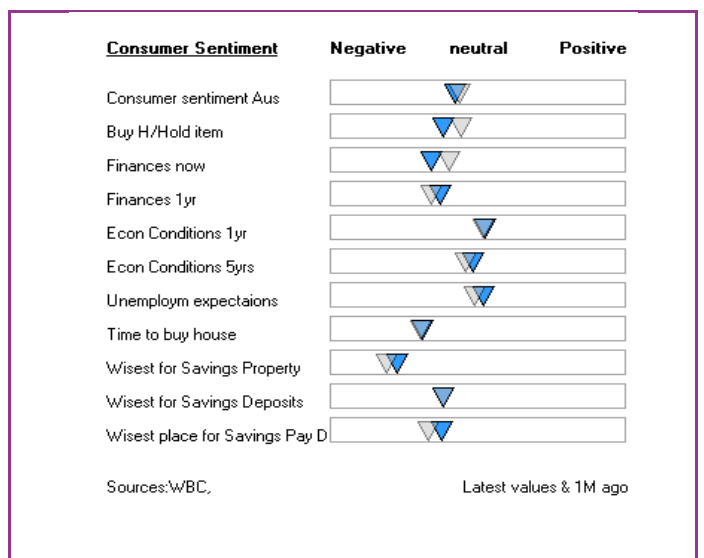 Consumer Sentiment Negative neutral Positive
Consumer sentiment Aus
Buy H/Hold item
Finances now
Finances 1yr
Econ Conditions 1yr
Econ Conditions 5yrs
Unemploym expectaions
Time to buy house
Wisest for Savings Property
Wisest for Savings Deposits
Wisest place for Savings Pay D
Sources:WBC, Latest values & 1M ago